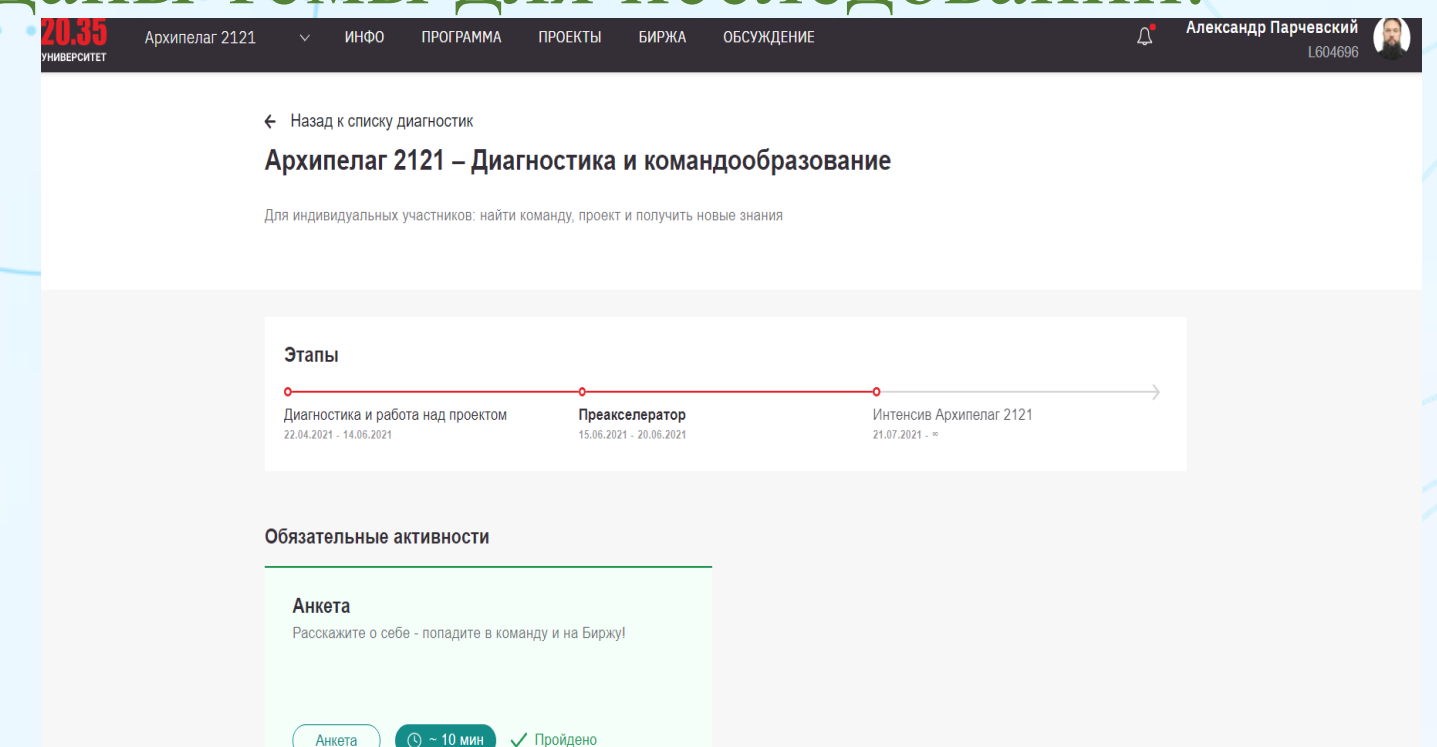 темы для исследований.
20.35
УНИВЕРСИТЕТ
Архипелаг 2121
ИНФО
ПРОГРАММА
ПРОЕКТЫ
БИРЖА
ОБСУЖДЕНИЕ
Александр Парчевский
L604696
← Назад к списку диагностик
Архипелаг 2121 – Диагностика и командообразование
Для индивидуальных участников: найти команду, проект и получить новые знания
Этапы
Диагностика и работа над проектом
22.04.2021 - 14.06.2021
Преакселератор
15.06.2021 - 20.06.2021
Интенсив Архипелаг 2121
21.07.2021 - ∞
Обязательные активности
Анкета
Расскажите о себе - попадите в команду и на Биржу!
Анкета
~ 10 мин
Пройдено